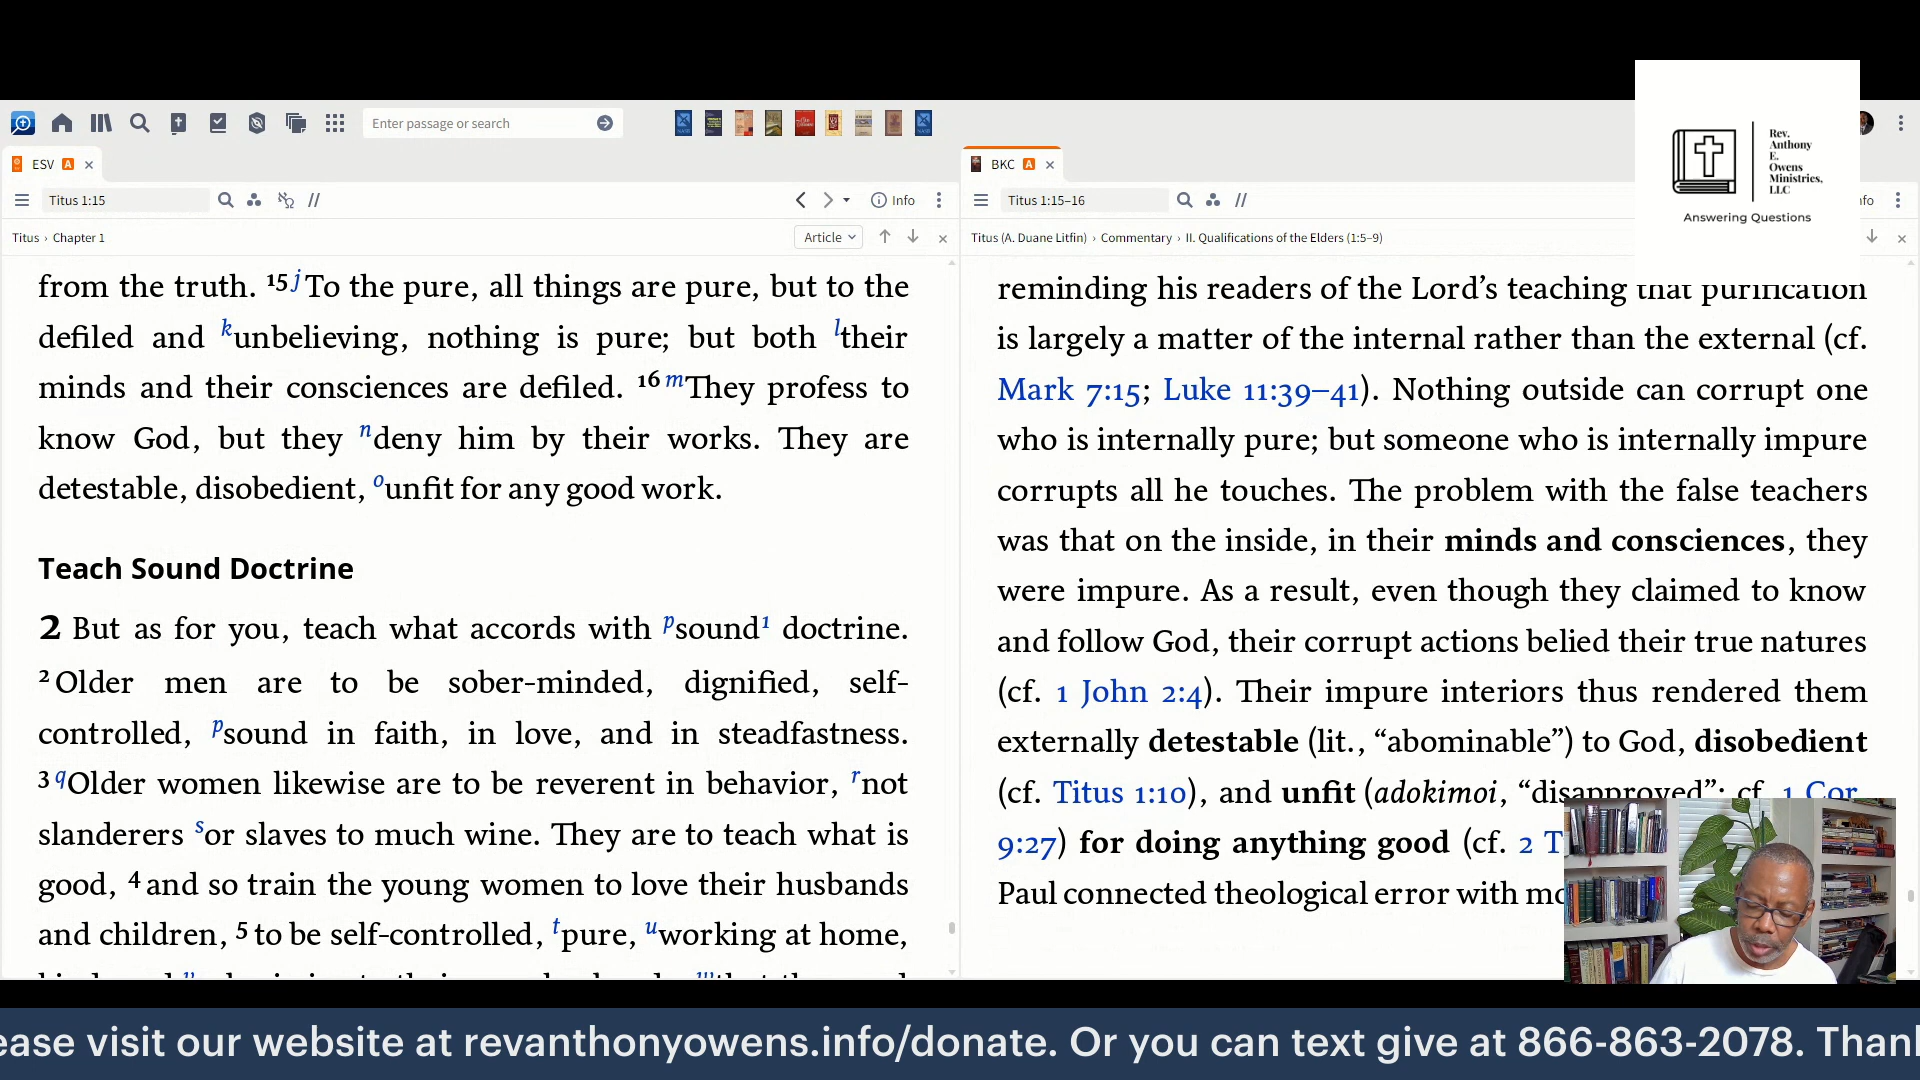 Enter passage or search
ESV A
Titus 1:15
Info
Titus › Chapter 1
Article
from the truth. 15 j To the pure, all things are pure, but to the
defiled and k unbelieving, nothing is pure; but both l their
minds and their consciences are defiled. 16 m They profess to
know God, but they n deny him by their works. They are
detestable, disobedient, o unfit for any good work.
Teach Sound Doctrine
2 But as for you, teach what accords with p sound 1 doctrine.
2 Older men are to be sober-minded, dignified, self-
controlled, p sound in faith, in love, and in steadfastness.
3 q Older women likewise are to be reverent in behavior, r not
slanderers s or slaves to much wine. They are to teach what is
good, 4 and so train the young women to love their husbands
and children, 5 to be self-controlled, t pure, u working at home,
BKC A
Titus 1:15–16
nfo
Titus (A. Duane Litfin) › Commentary › II. Qualifications of the Elders (1:5–9)
reminding his readers of the Lord’s teaching that purification
is largely a matter of the internal rather than the external (cf.
Mark 7:15; Luke 11:39–41). Nothing outside can corrupt one
who is internally pure; but someone who is internally impure
corrupts all he touches. The problem with the false teachers
was that on the inside, in their minds and consciences, they
were impure. As a result, even though they claimed to know
and follow God, their corrupt actions belied their true natures
(cf. 1 John 2:4). Their impure interiors thus rendered them
externally detestable (lit., “abominable”) to God, disobedient
(cf. Titus 1:10), and unfit (adokimoi, “disapproved”; cf. 1 Cor.
9:27) for doing anything good (cf. 2 T
Paul connected theological error with mo
Rev.
Anthony
E.
Owens
Ministries,
LLC
Answering Questions
ease visit our website at revanthonyowens.info/donate. Or you can text give at 866-863-2078. Thank